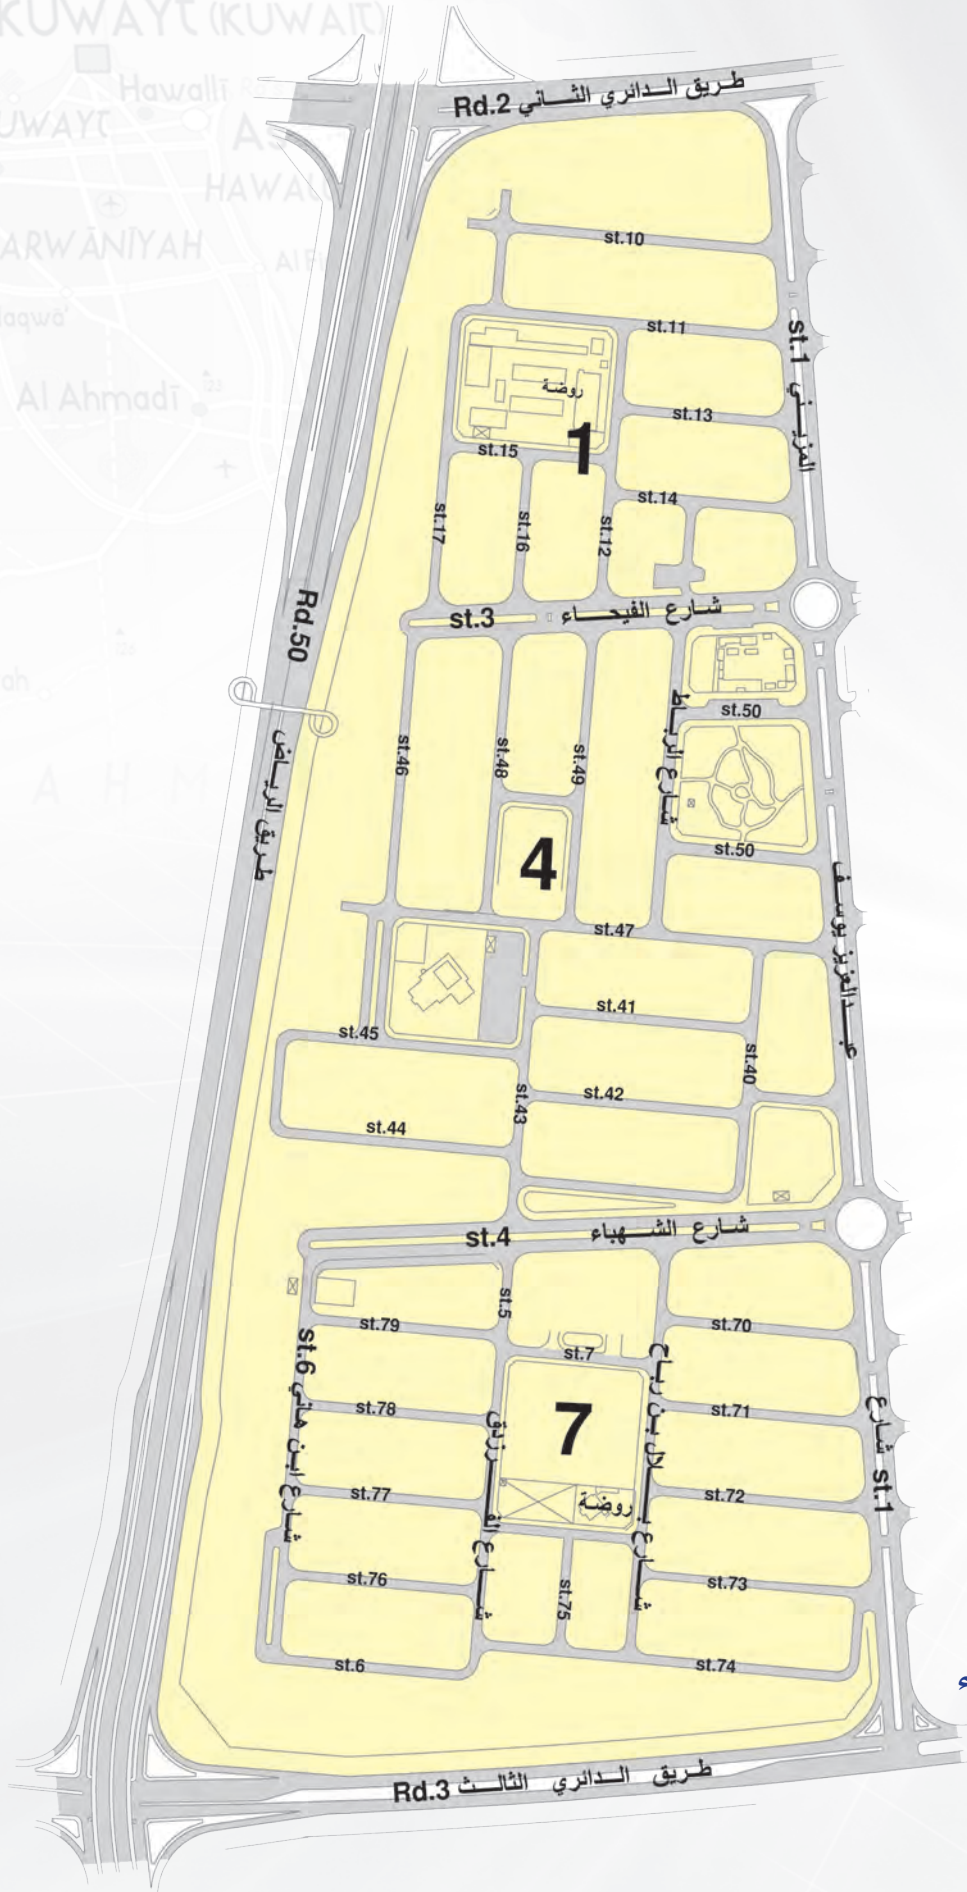 KUWAYT (KUWAIT)
طريق الدائري الثاني Rd.2
Hawallī
UWAYT
HAWA
ARWĀNĪYAH
st.10
st.11
st.1 المزيني
Al Ahmadī
روضة
st.13
1
st.15
st.14
st.17
st.16
st.12
Rd.50
st.3 شارع الفيحاء
st.50
شارع الرباط
st.46
st.48
st.49
طريق الرياض
A H M
4
st.50
عبدالعزيز يوسف
st.47
st.41
st.45
st.40
st.42
st.43
st.44
st.4 شارع الشهباء
st.5
st.79
st.70
st.7
شارع ابن هاني st.6
شارع بلال بن رباح
st.78
st.71
شارع الفرزدق
7
شارع st.1
st.77
st.72
روضة
st.76
st.75
st.73
st.6
st.74
طريق الدائري الثالث Rd.3